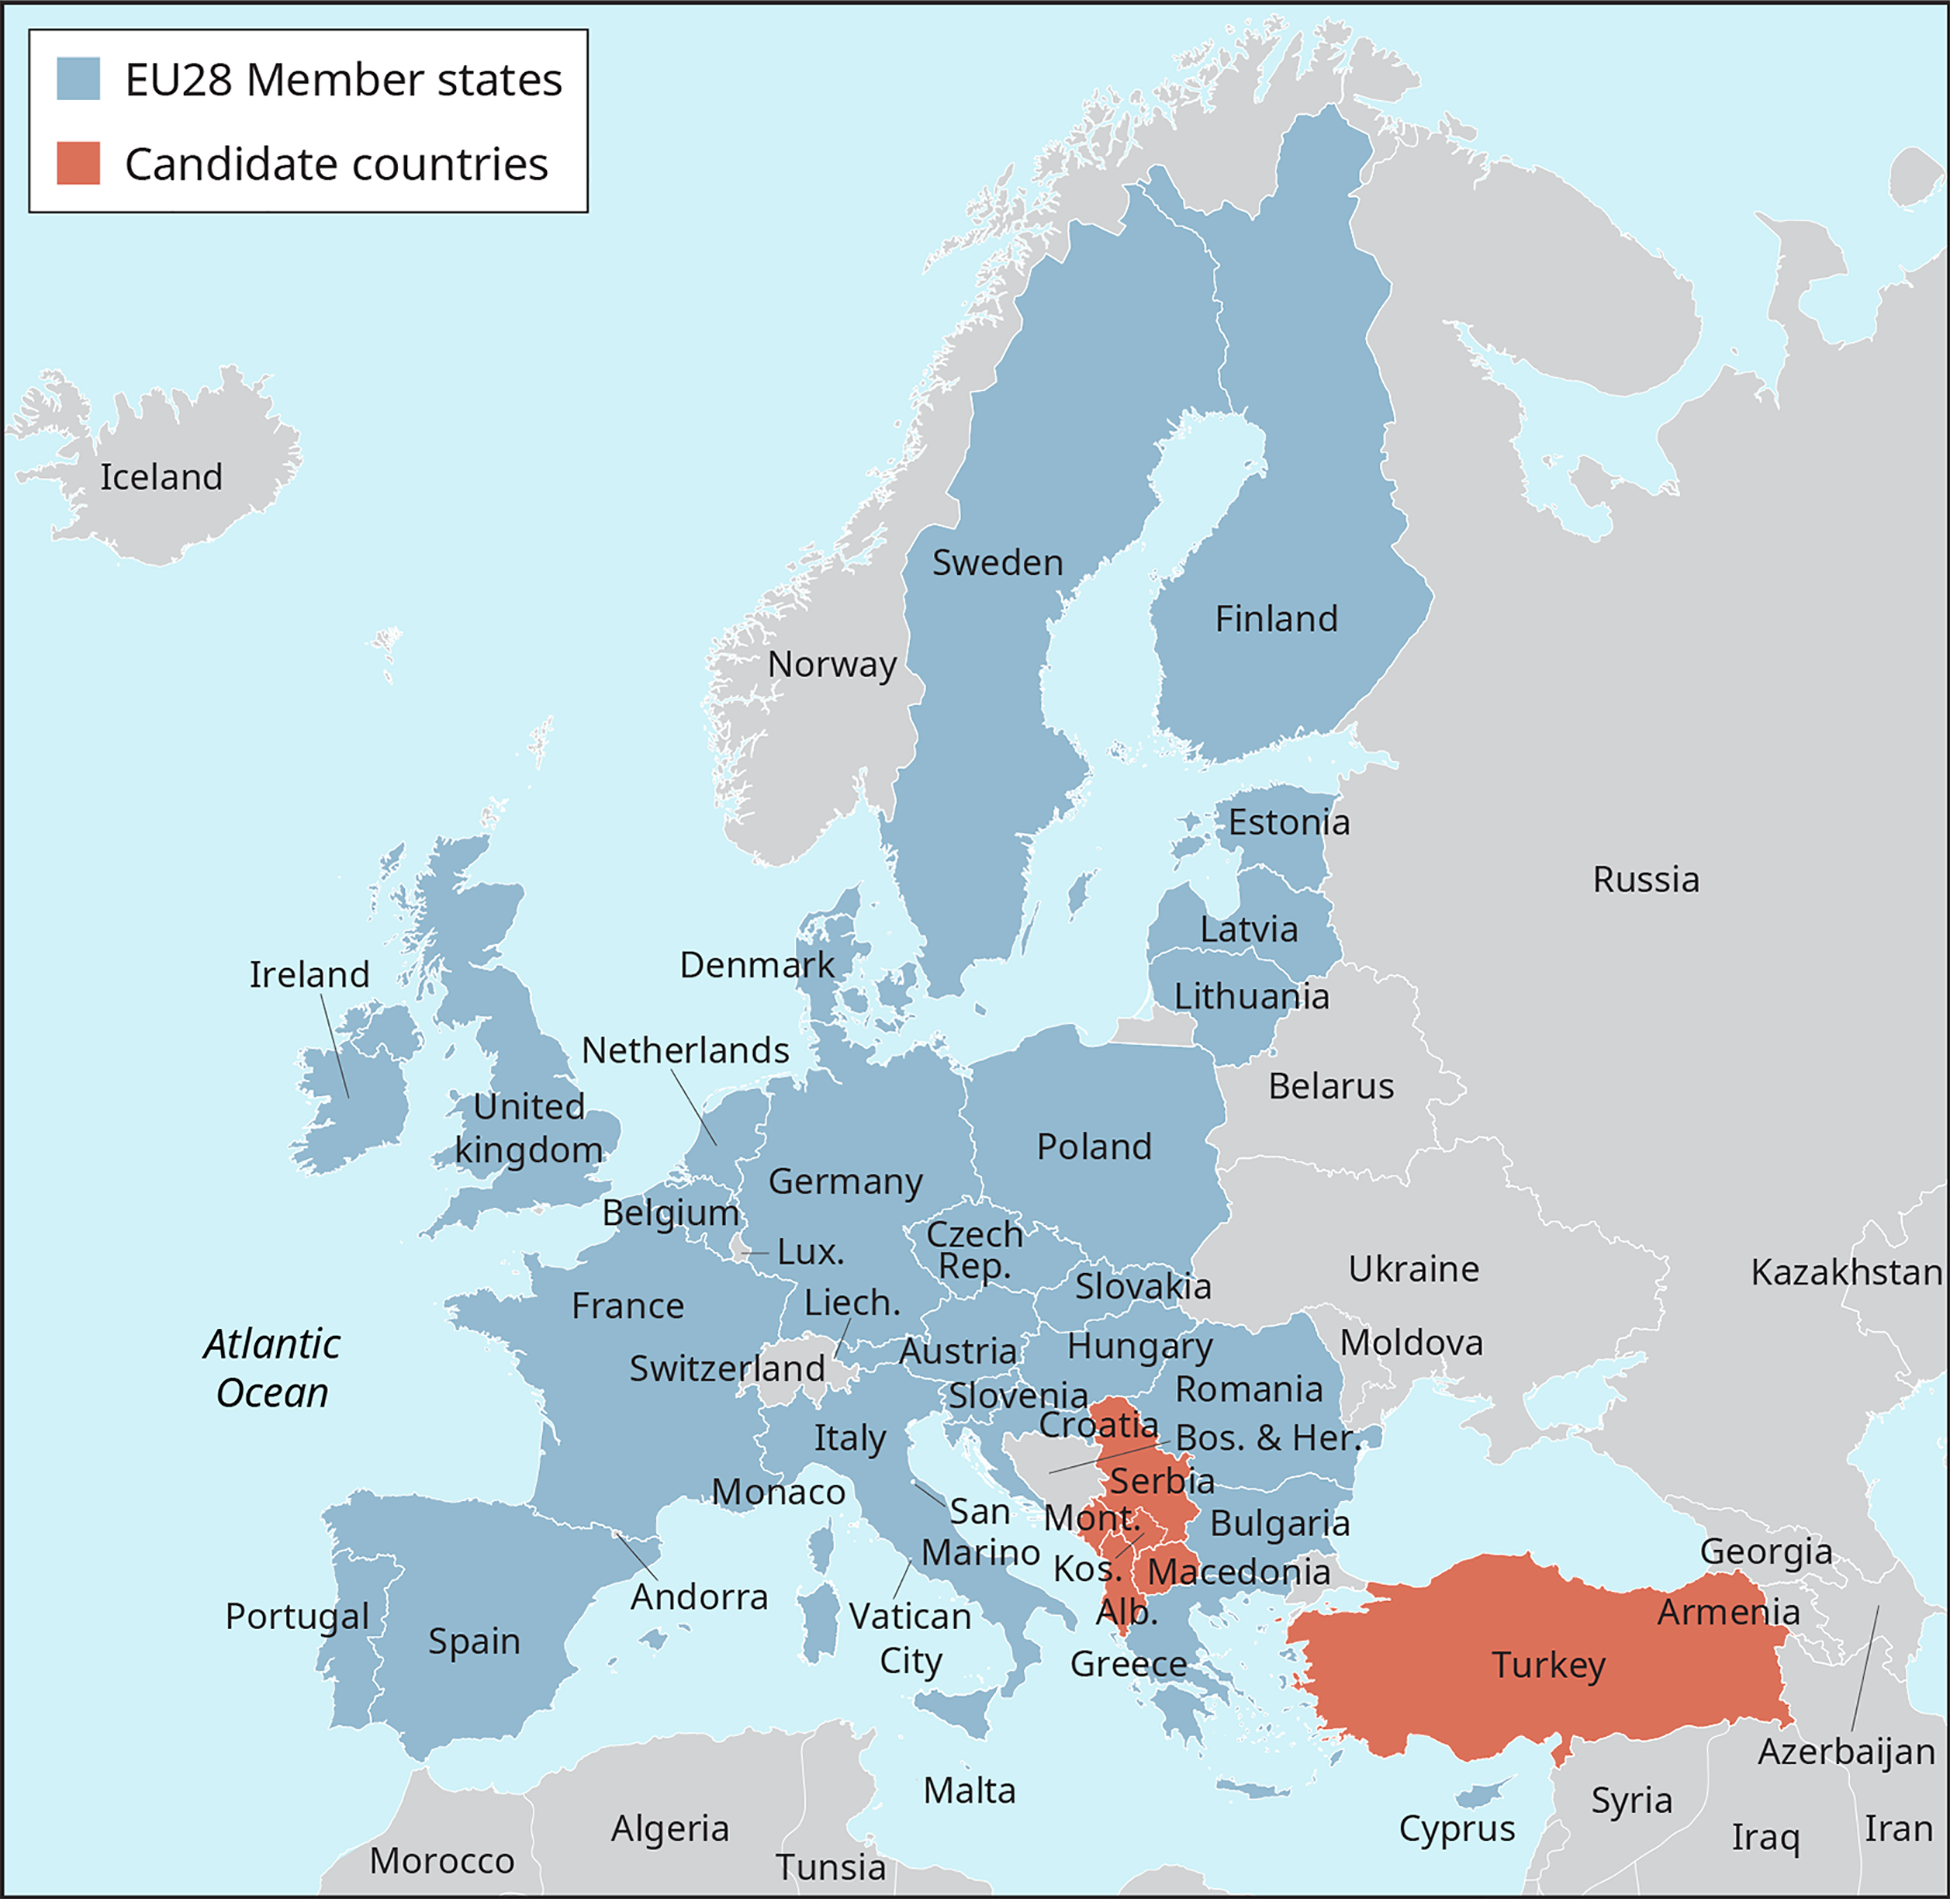 EU28 Member states
Candidate countries
Iceland
Sweden
Finland
Norway
Estonia
Russia
Latvia
Denmark
Ireland
Lithuania
Netherlands
Belarus
United
kingdom
Poland
Germany
Belgium
Czech
Rep.
Lux.
Ukraine
Kazakhstan
Slovakia
France
Liech.
Atlantic
Ocean
Moldova
Hungary
Austria
Switzerland
Romania
Slovenia
Croatia
Italy
Bos. & Her.
Serbia
Monaco
San
Marino
Mont.
Bulgaria
Georgia
Kos.
Macedonia
Andorra
Portugal
Vatican
City
Alb.
Armenia
Spain
Greece
Turkey
Azerbaijan
Malta
Syria
Cyprus
Algeria
Iraq
Iran
Morocco
Tunsia